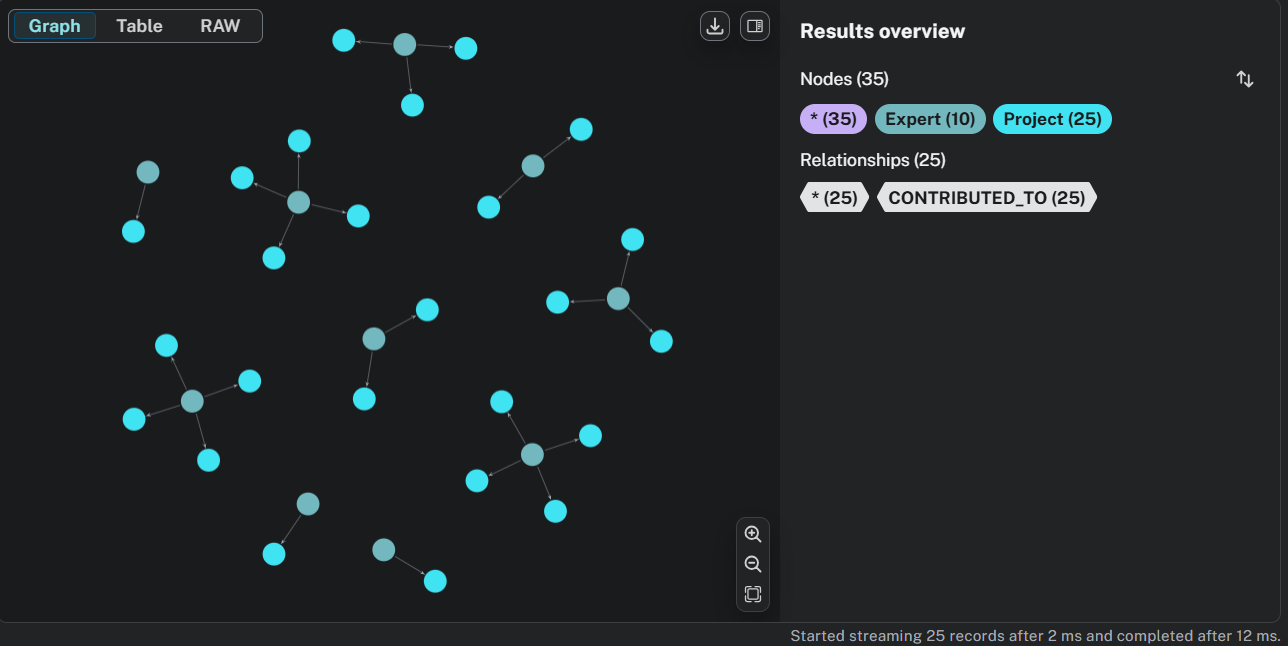 Graph Table RAW
Results overview
Nodes (35)
* (35) Expert (10) Project (25)
Relationships (25)
* (25) CONTRIBUTED_TO (25)
Started streaming 25 records after 2 ms and completed after 12 ms.